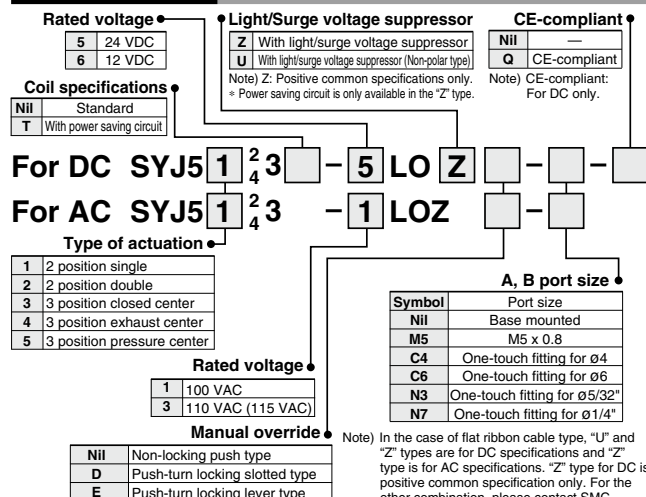 Rated voltage
5 24 VDC
6 12 VDC
Light/Surge voltage suppressor
Z With light/surge voltage suppressor
U With light/surge voltage suppressor (Non-polar type)
Note) Z: Positive common specifications only.
∗ Power saving circuit is only available in the “Z” type.
CE-compliant
Nil —
Q CE-compliant
Note) CE-compliant:
For DC only.
Coil specifications
Nil Standard
T With power saving circuit
For DC SYJ5 1 2 4 3 – 5 LO Z – –
For AC SYJ5 1 2 4 3 – 1 LOZ –
Type of actuation
1 2 position single
2 2 position double
3 3 position closed center
4 3 position exhaust center
5 3 position pressure center
Rated voltage
1 100 VAC
3 110 VAC (115 VAC)
Manual override
Nil Non-locking push type
D Push-turn locking slotted type
E Push-turn locking lever type
A, B port size
Symbol Port size
Nil Base mounted
M5 M5 x 0.8
C4 One-touch fitting for ø4
C6 One-touch fitting for ø6
N3 One-touch fitting for ø5/32"
N7 One-touch fitting for ø1/4"
Note) In the case of flat ribbon cable type, “U” and
“Z” types are for DC specifications and “Z”
type is for AC specifications. “Z” type for DC is
positive common specification only. For the
other combination, please contact SMC.